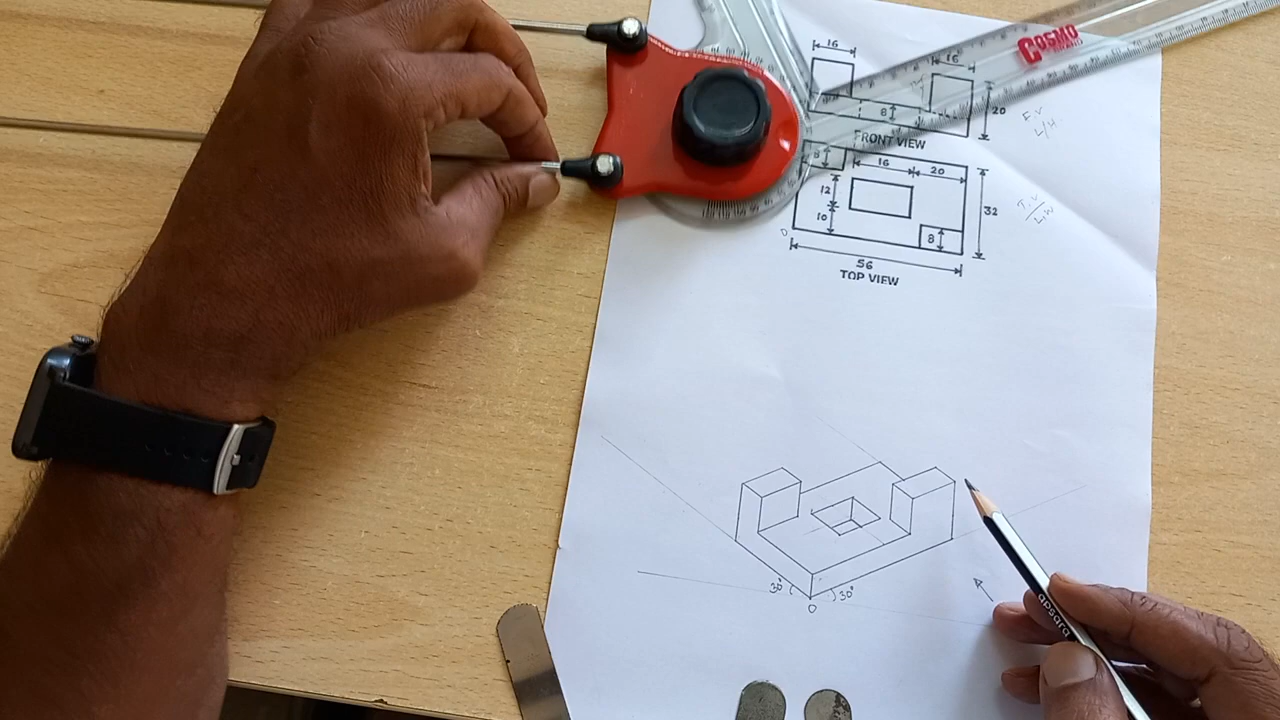 COSMO
16
16
8
20
F.V
L/H
FRONT VIEW
8
16
20
12
32
T.V
L/W
10
8
O
56
TOP VIEW
30°
30°
O
apsara